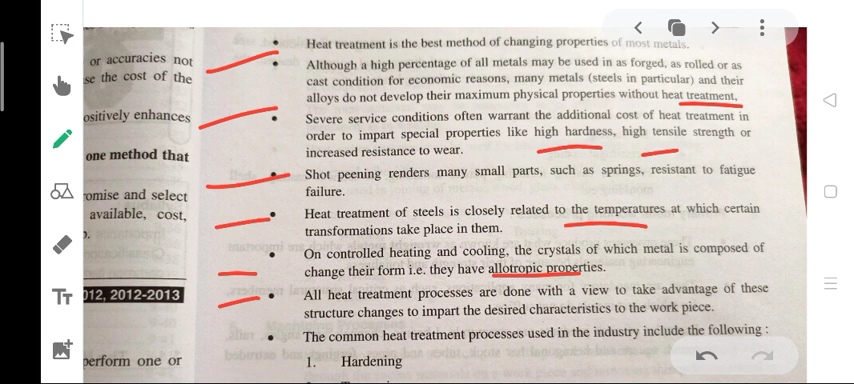 or accuracies not
se the cost of the
ositively enhances
one method that
romise and select
available, cost,
012, 2012-2013
perform one or
• Heat treatment is the best method of changing properties of most metals.
• Although a high percentage of all metals may be used in as forged, as rolled or as
cast condition for economic reasons, many metals (steels in particular) and their
alloys do not develop their maximum physical properties without heat treatment.
• Severe service conditions often warrant the additional cost of heat treatment in
order to impart special properties like high hardness, high tensile strength or
increased resistance to wear.
• Shot peening renders many small parts, such as springs, resistant to fatigue
failure.
• Heat treatment of steels is closely related to the temperatures at which certain
transformations take place in them.
• On controlled heating and cooling, the crystals of which metal is composed of
change their form i.e. they have allotropic properties.
• All heat treatment processes are done with a view to take advantage of these
structure changes to impart the desired characteristics to the work piece.
• The common heat treatment processes used in the industry include the following :
1. Hardening
Tт